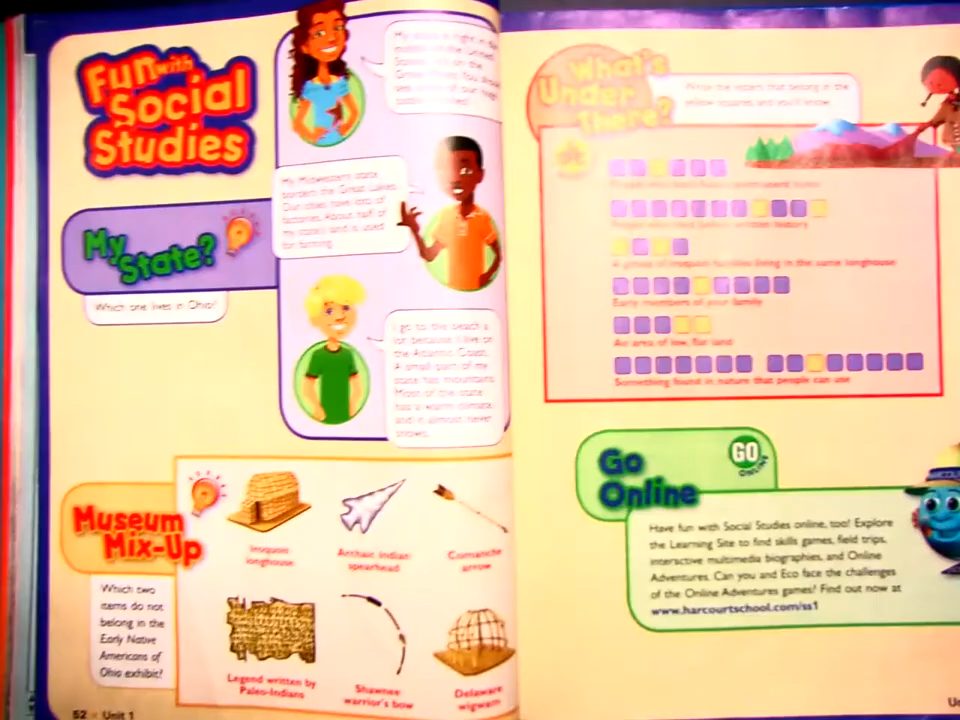 Fun with
Social
Studies
My
State?
Which one lives in Ohio?
My Midwestern state
borders the Great Lakes.
Our cities have lots of
factories. About half of
my state's land is used
for farming.
I go to the beach a
lot because I live on
the Atlantic Coast.
A small part of my
state has mountains.
Most of the state
has a warm climate
and it almost never
snows.
Museum
Mix-Up
Which two
items do not
belong in the
Early Native
Americans of
Ohio exhibit?
Iroquois
longhouse
Archaic Indian
spearhead
Comanche
arrow
Legend written by
Paleo-Indians
Shawnee
warrior's bow
Delaware
wigwam
52 Unit 1
What's
Under
There?
Write the letters that belong in the
yellow squares and you'll know.
People who lived before written history
A group of Iroquois families living in the same longhouse
Early members of your family
An area of low, flat land
Something found in nature that people can use
Go
Online
GO
ONLINE
Have fun with Social Studies online, too! Explore
the Learning Site to find skills games, field trips,
interactive multimedia biographies, and Online
Adventures. Can you and Eco face the challenges
of the Online Adventures games? Find out now at
www.harcourtschool.com/ss1